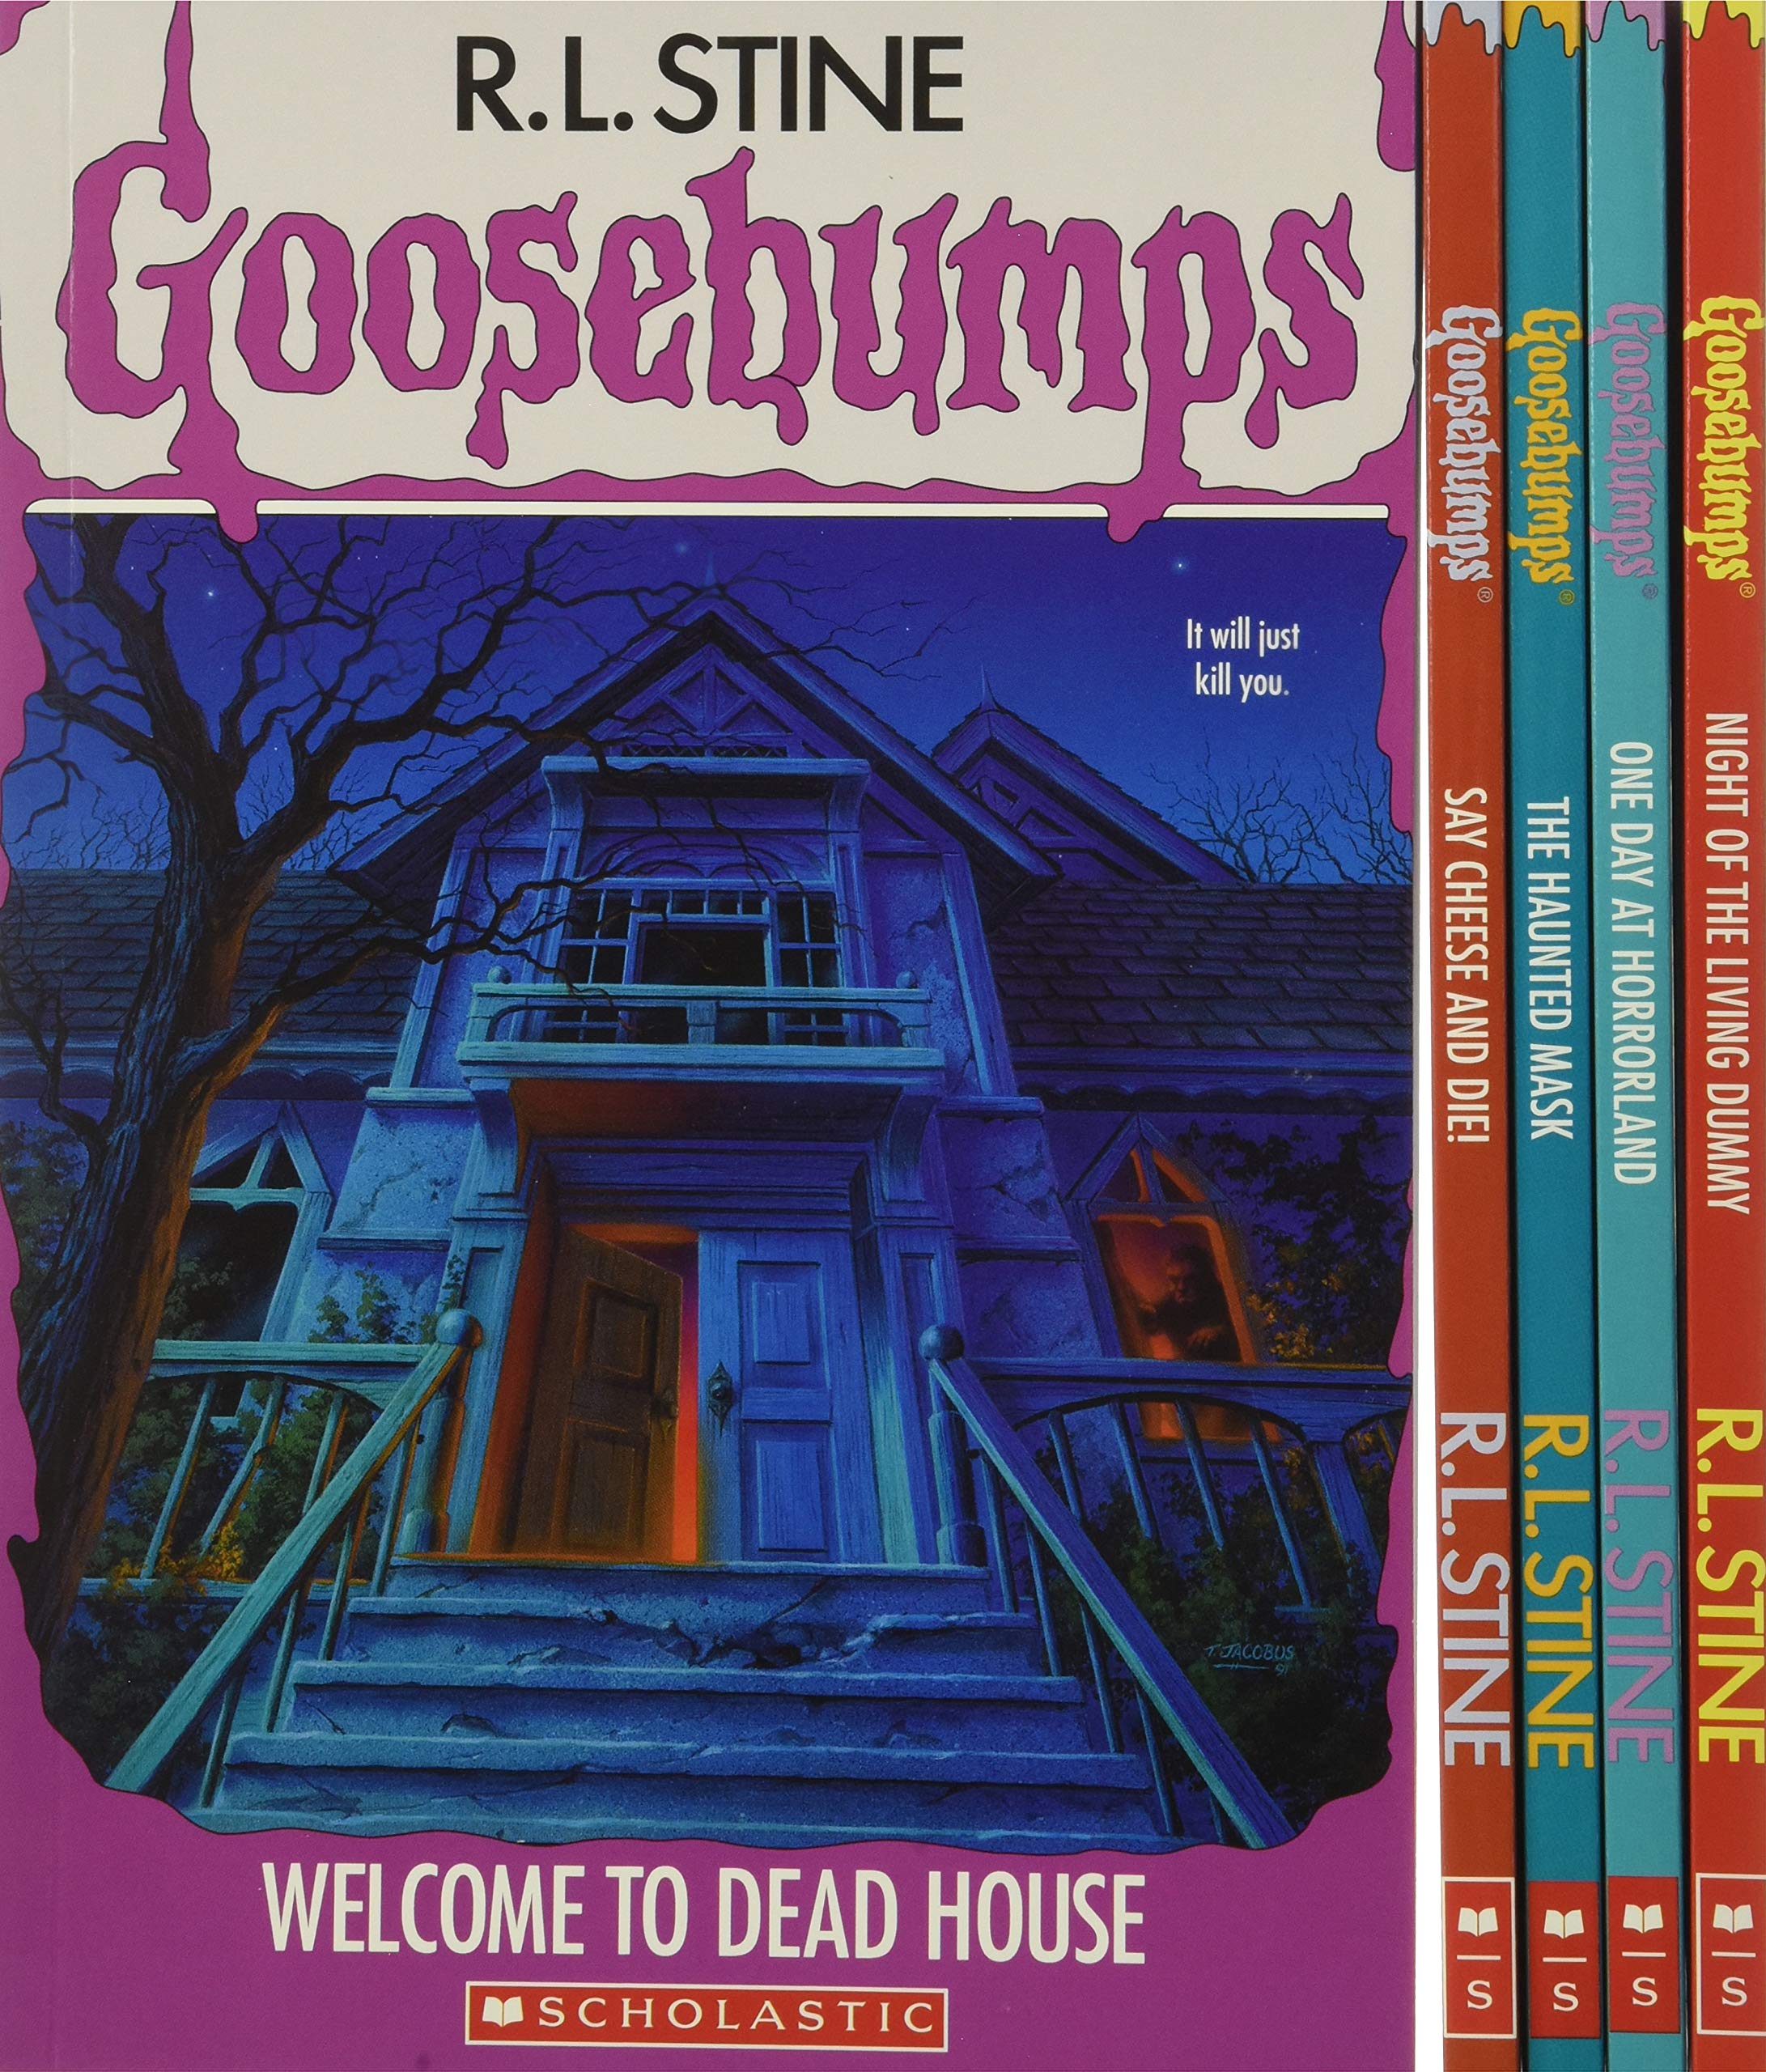 R.L. STINE
Goosebumps
It will just
kill you.
T. JACOBUS
91
WELCOME TO DEAD HOUSE
SCHOLASTIC
Goosebumps®
SAY CHEESE AND DIE!
R.L. STINE
S
Goosebumps®
THE HAUNTED MASK
R.L. STINE
S
Goosebumps®
ONE DAY AT HORRORLAND
R.L. STINE
S
Goosebumps®
NIGHT OF THE LIVING DUMMY
R.L. STINE
S